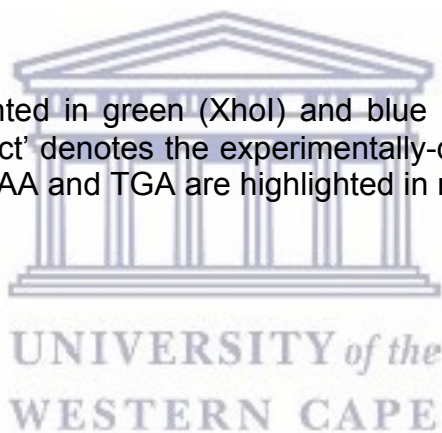 nted in green (XhoI) and blue
ct’ denotes the experimentally-
AA and TGA are highlighted in
UNIVERSITY of the
WESTERN CAPE